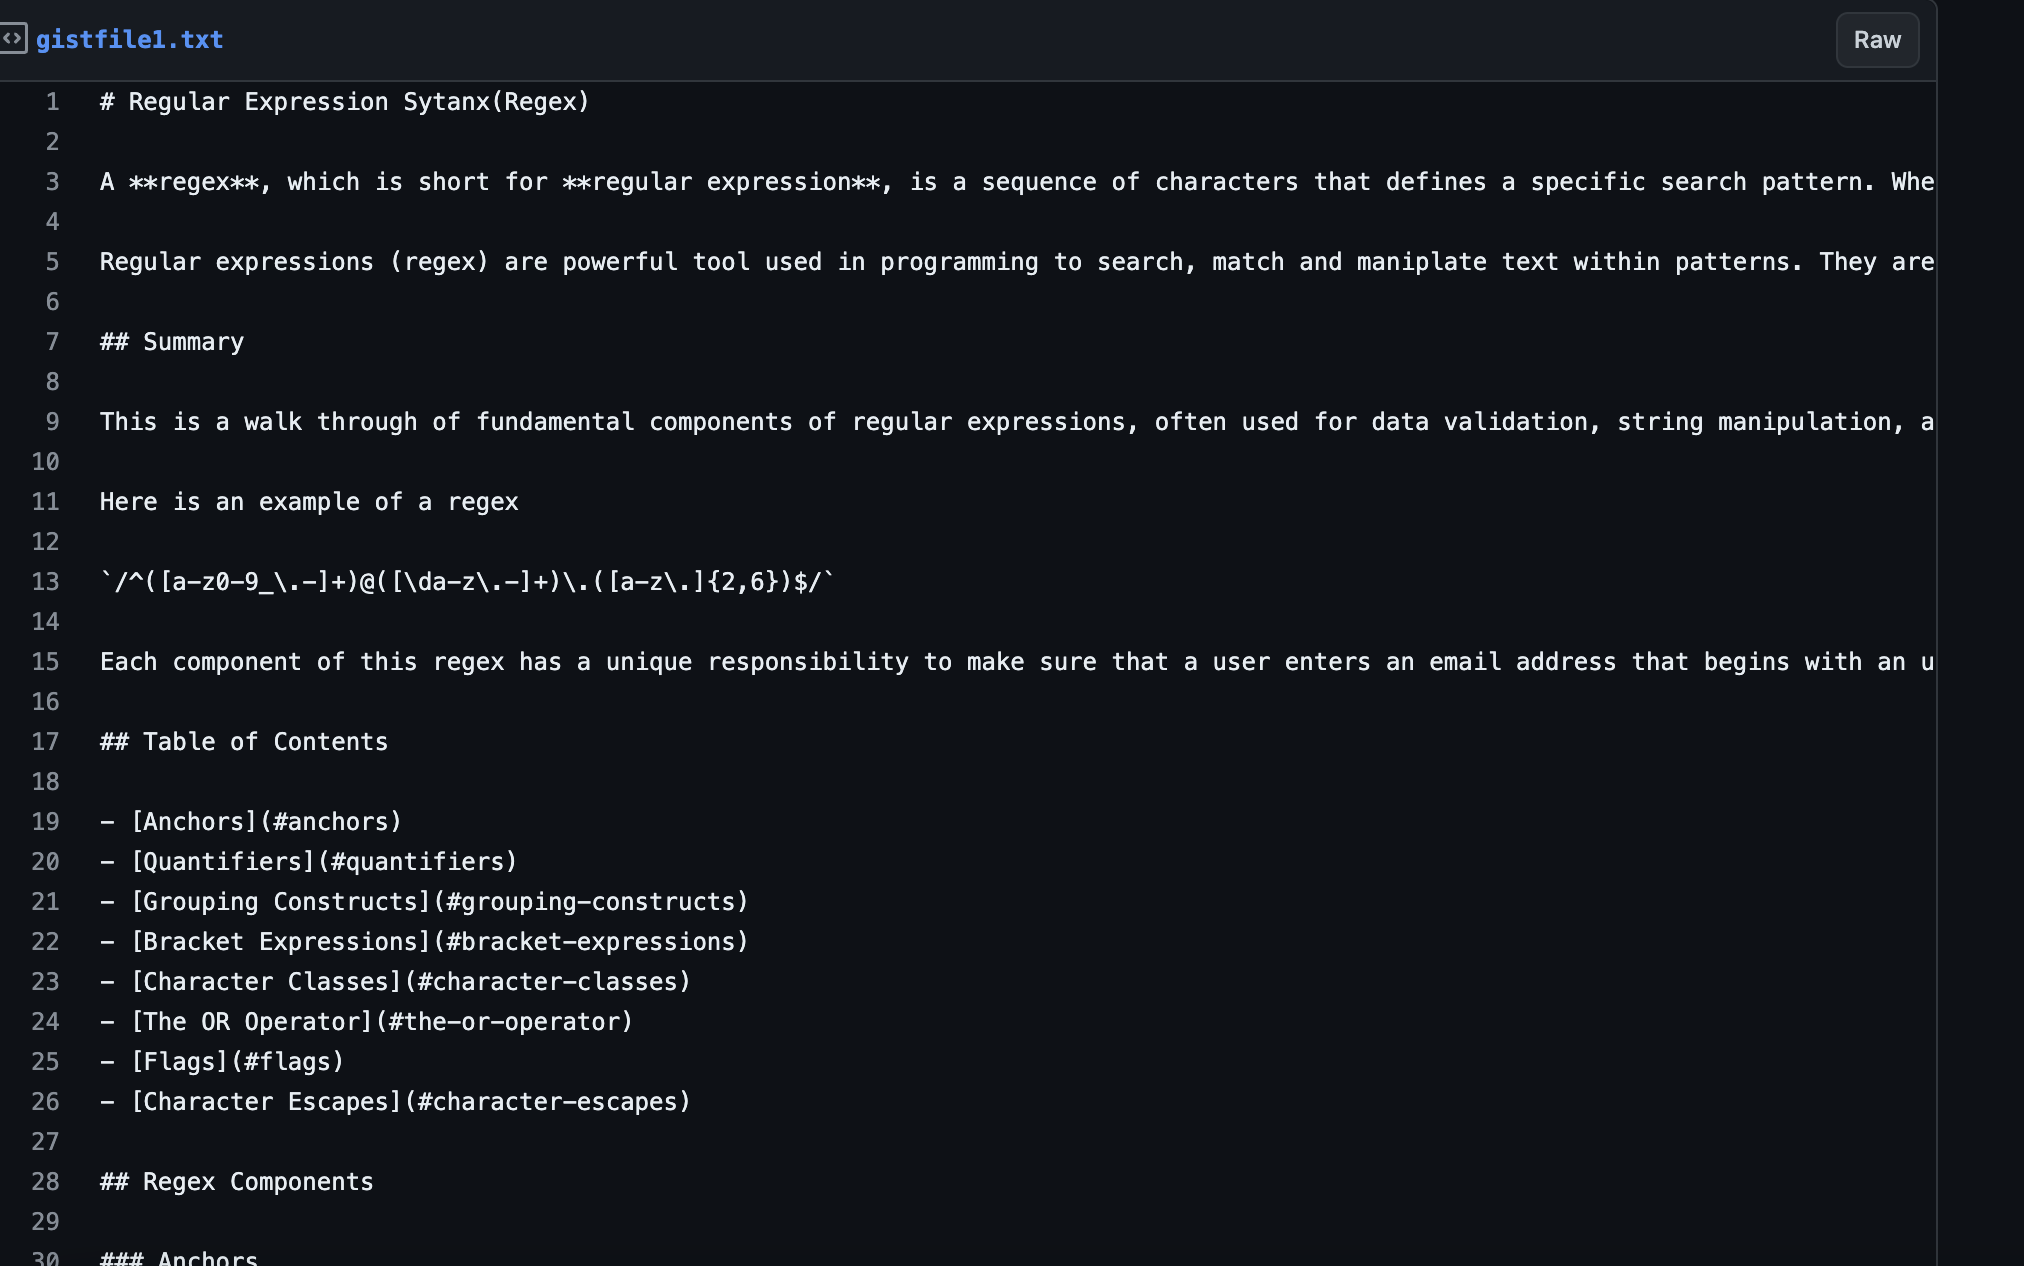 gistfile1.txt
Raw
1 # Regular Expression Sytanx(Regex)
2
3 A **regex**, which is short for **regular expression**, is a sequence of characters that defines a specific search pattern. Whe
4
5 Regular expressions (regex) are powerful tool used in programming to search, match and maniplate text within patterns. They are
6
7 ## Summary
8
9 This is a walk through of fundamental components of regular expressions, often used for data validation, string manipulation, a
10
11 Here is an example of a regex
12
13 `/^([a-z0-9_\.-]+)@([\da-z\.-]+)\.([a-z\.]{2,6})$/`
14
15 Each component of this regex has a unique responsibility to make sure that a user enters an email address that begins with an u
16
17 ## Table of Contents
18
19 - [Anchors](#anchors)
20 - [Quantifiers](#quantifiers)
21 - [Grouping Constructs](#grouping-constructs)
22 - [Bracket Expressions](#bracket-expressions)
23 - [Character Classes](#character-classes)
24 - [The OR Operator](#the-or-operator)
25 - [Flags](#flags)
26 - [Character Escapes](#character-escapes)
27
28 ## Regex Components
29
30 ### Anchors